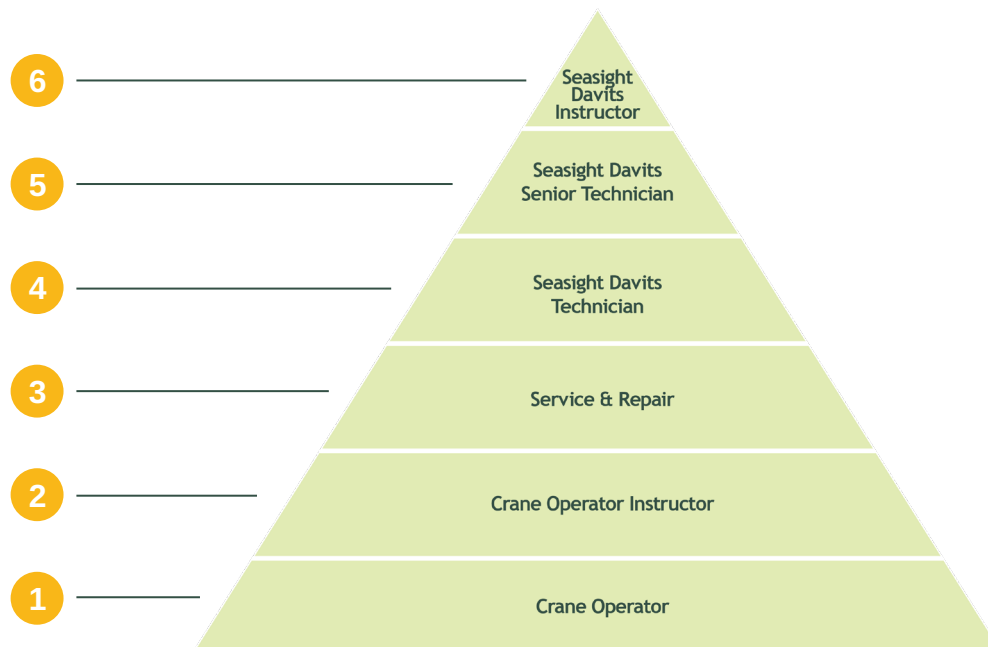 6
Seasight
Davits
Instructor
5
Seasight Davits
Senior Technician
4
Seasight Davits
Technician
3
Service & Repair
2
Crane Operator Instructor
1
Crane Operator